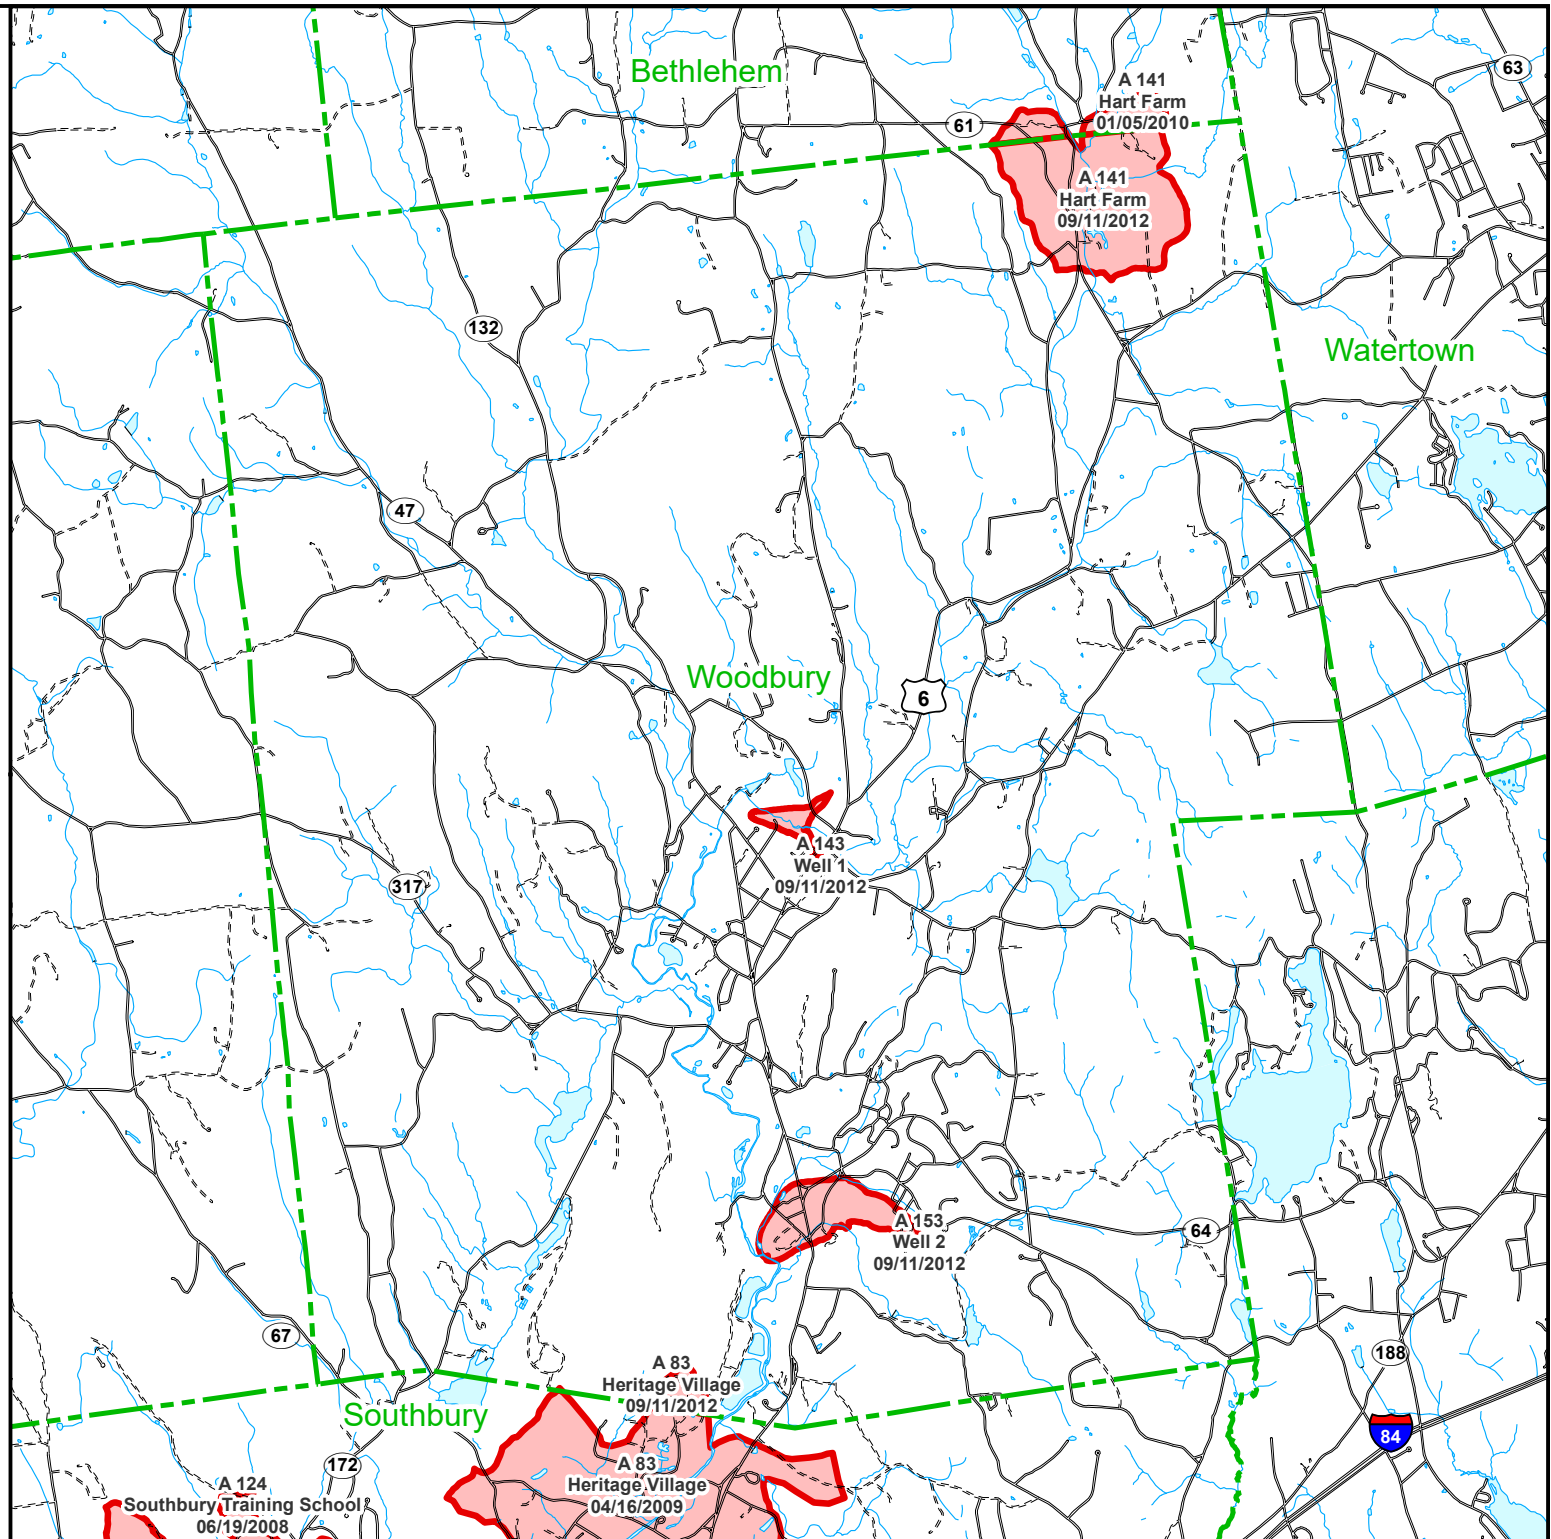 Bethlehem
63
A 141
Hart Farm
01/05/2010
61
A 141
Hart Farm
09/11/2012
132
Watertown
47
Woodbury
6
A 143
Well 1
09/11/2012
317
A 153
Well 2
09/11/2012
64
67
188
A 83
Heritage Village
09/11/2012
Southbury
84
172
A 83
Heritage Village
04/16/2009
A 124
Southbury Training School
06/19/2008